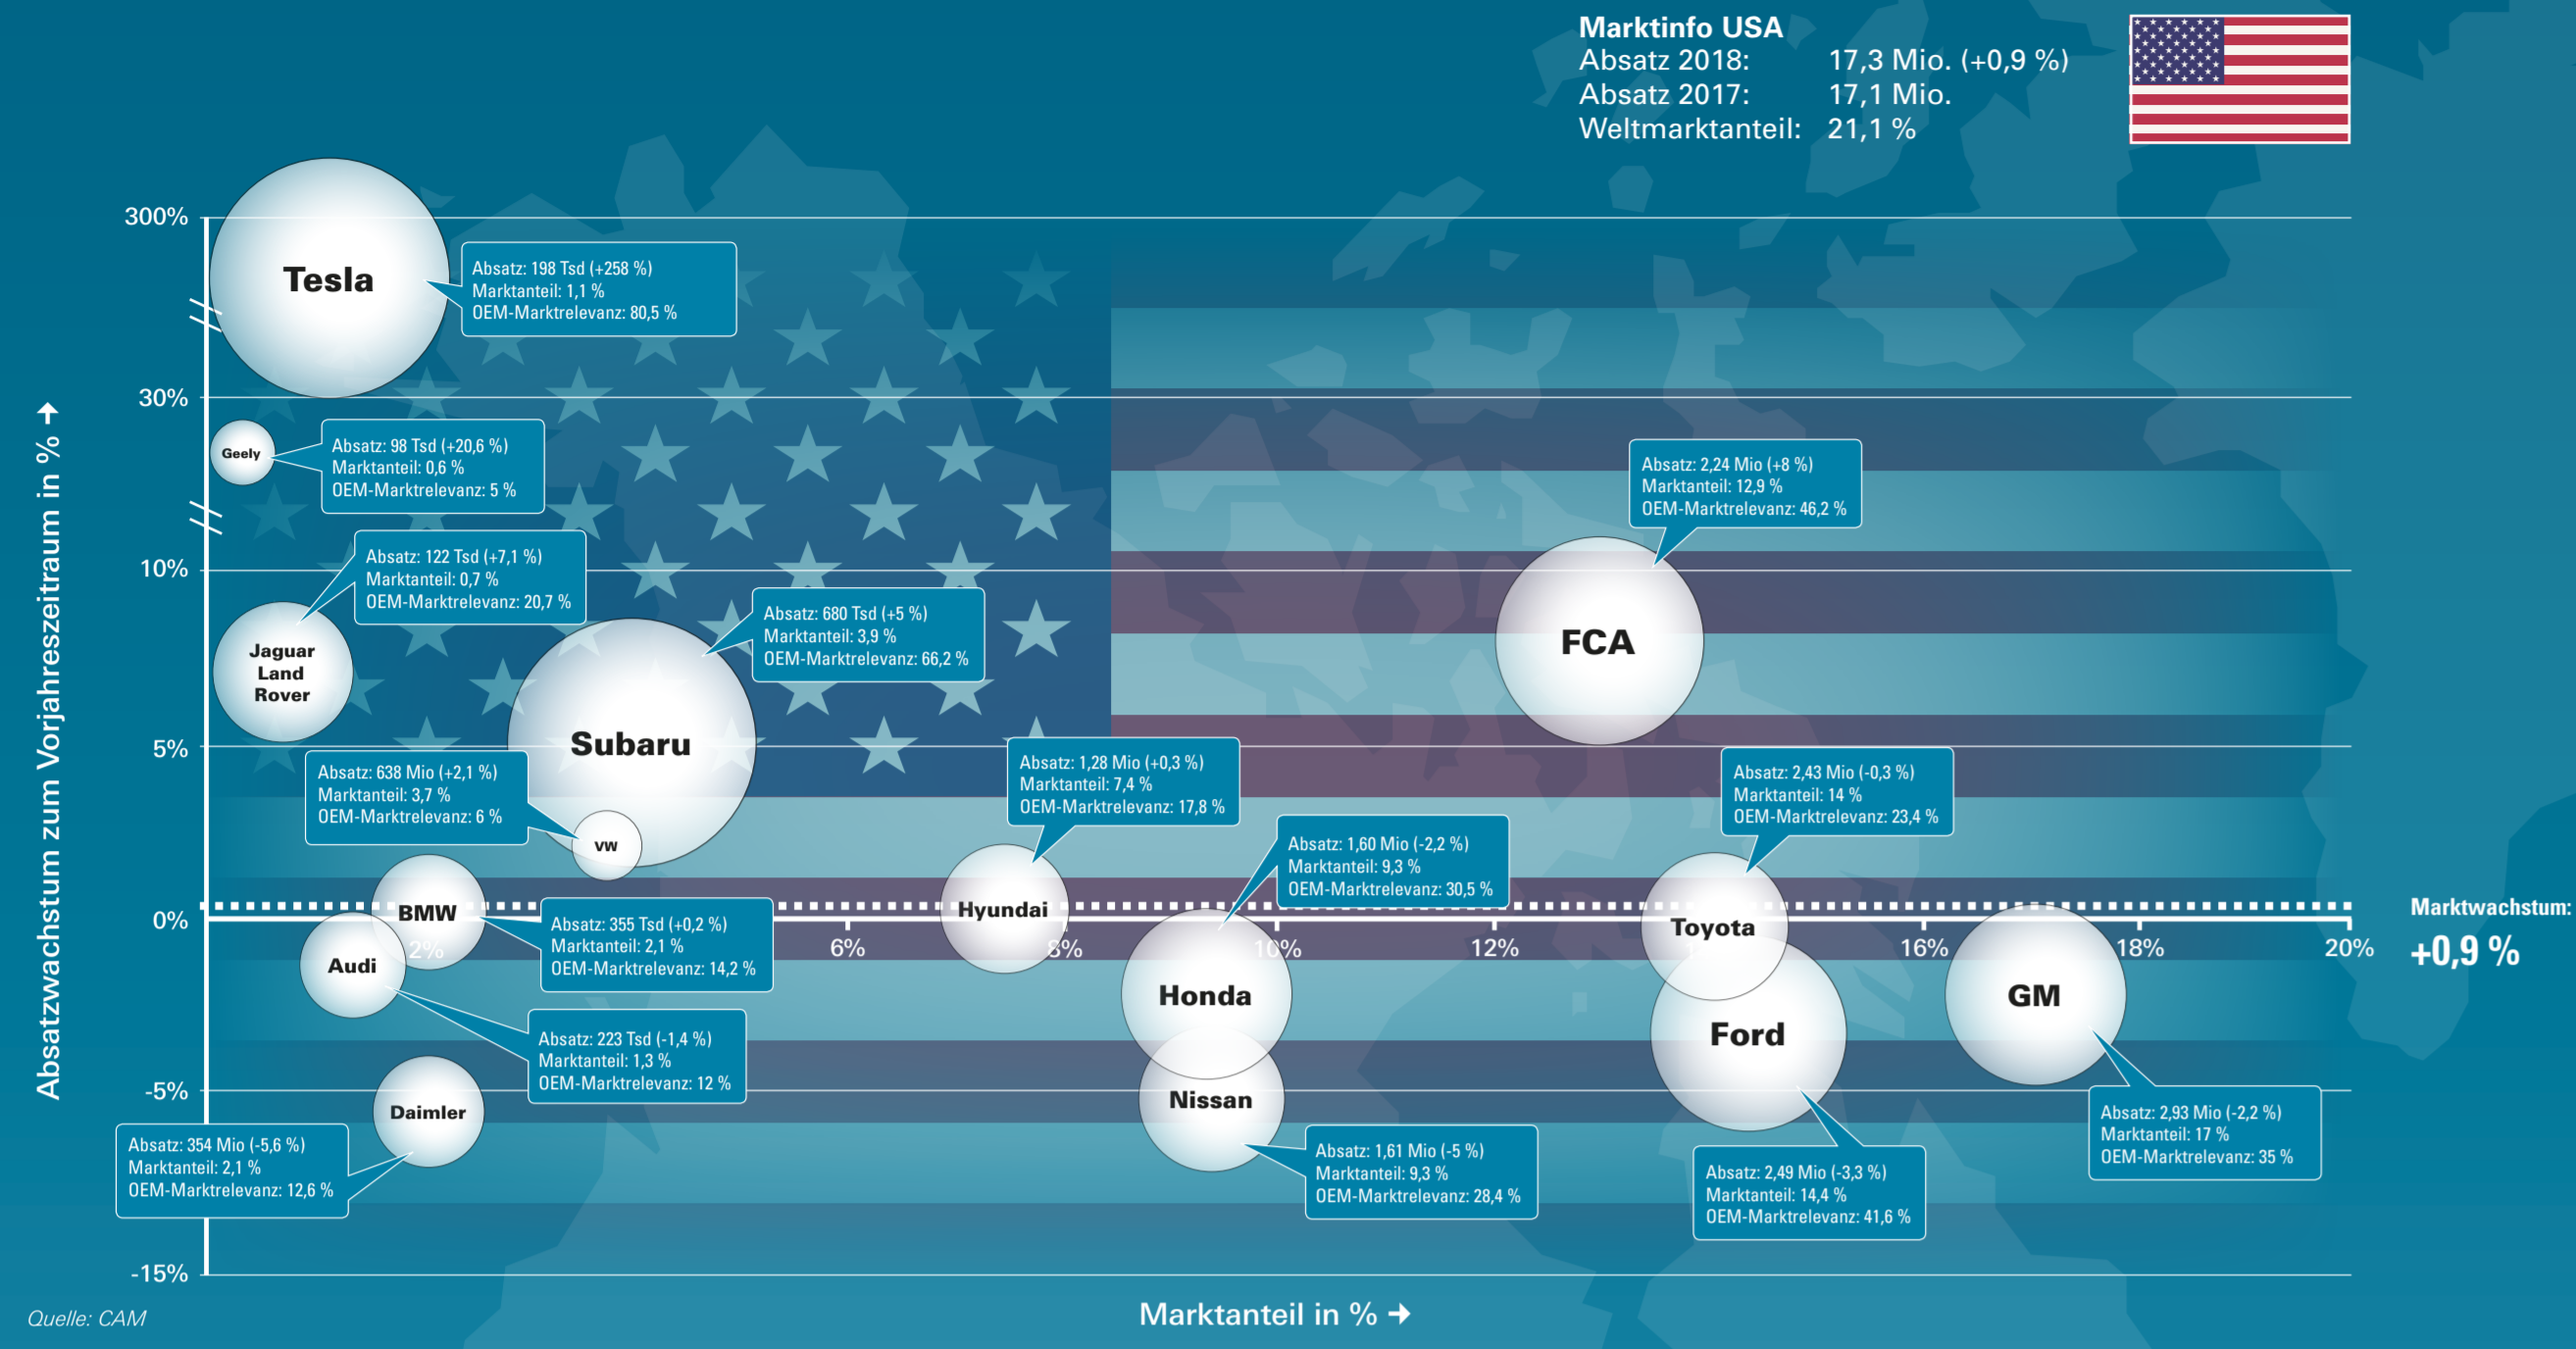 Marktinfo USA
Absatz 2018: 17,3 Mio. (+0,9 %)
Absatz 2017: 17,1 Mio.
Weltmarktanteil: 21,1 %
Absatzwachstum zum Vorjahreszeitraum in % ➔
300%
30%
10%
5%
0%
-5%
-15%
Tesla
Absatz: 198 Tsd (+258 %)
Marktanteil: 1,1 %
OEM-Marktrelevanz: 80,5 %
Geely
Absatz: 98 Tsd (+20,6 %)
Marktanteil: 0,6 %
OEM-Marktrelevanz: 5 %
Jaguar
Land
Rover
Absatz: 122 Tsd (+7,1 %)
Marktanteil: 0,7 %
OEM-Marktrelevanz: 20,7 %
Subaru
Absatz: 680 Tsd (+5 %)
Marktanteil: 3,9 %
OEM-Marktrelevanz: 66,2 %
FCA
Absatz: 2,24 Mio (+8 %)
Marktanteil: 12,9 %
OEM-Marktrelevanz: 46,2 %
VW
Absatz: 638 Mio (+2,1 %)
Marktanteil: 3,7 %
OEM-Marktrelevanz: 6 %
Hyundai
Absatz: 1,28 Mio (+0,3 %)
Marktanteil: 7,4 %
OEM-Marktrelevanz: 17,8 %
Toyota
Absatz: 2,43 Mio (-0,3 %)
Marktanteil: 14 %
OEM-Marktrelevanz: 23,4 %
Honda
Absatz: 1,60 Mio (-2,2 %)
Marktanteil: 9,3 %
OEM-Marktrelevanz: 30,5 %
BMW
Absatz: 355 Tsd (+0,2 %)
Marktanteil: 2,1 %
OEM-Marktrelevanz: 14,2 %
Audi
Absatz: 223 Tsd (-1,4 %)
Marktanteil: 1,3 %
OEM-Marktrelevanz: 12 %
Daimler
Absatz: 354 Mio (-5,6 %)
Marktanteil: 2,1 %
OEM-Marktrelevanz: 12,6 %
Nissan
Absatz: 1,61 Mio (-5 %)
Marktanteil: 9,3 %
OEM-Marktrelevanz: 28,4 %
Ford
Absatz: 2,49 Mio (-3,3 %)
Marktanteil: 14,4 %
OEM-Marktrelevanz: 41,6 %
GM
Absatz: 2,93 Mio (-2,2 %)
Marktanteil: 17 %
OEM-Marktrelevanz: 35 %
2% 6% 8% 10% 12% 16% 18% 20%
Marktwachstum:
+0,9 %
Marktanteil in % ➔
Quelle: CAM